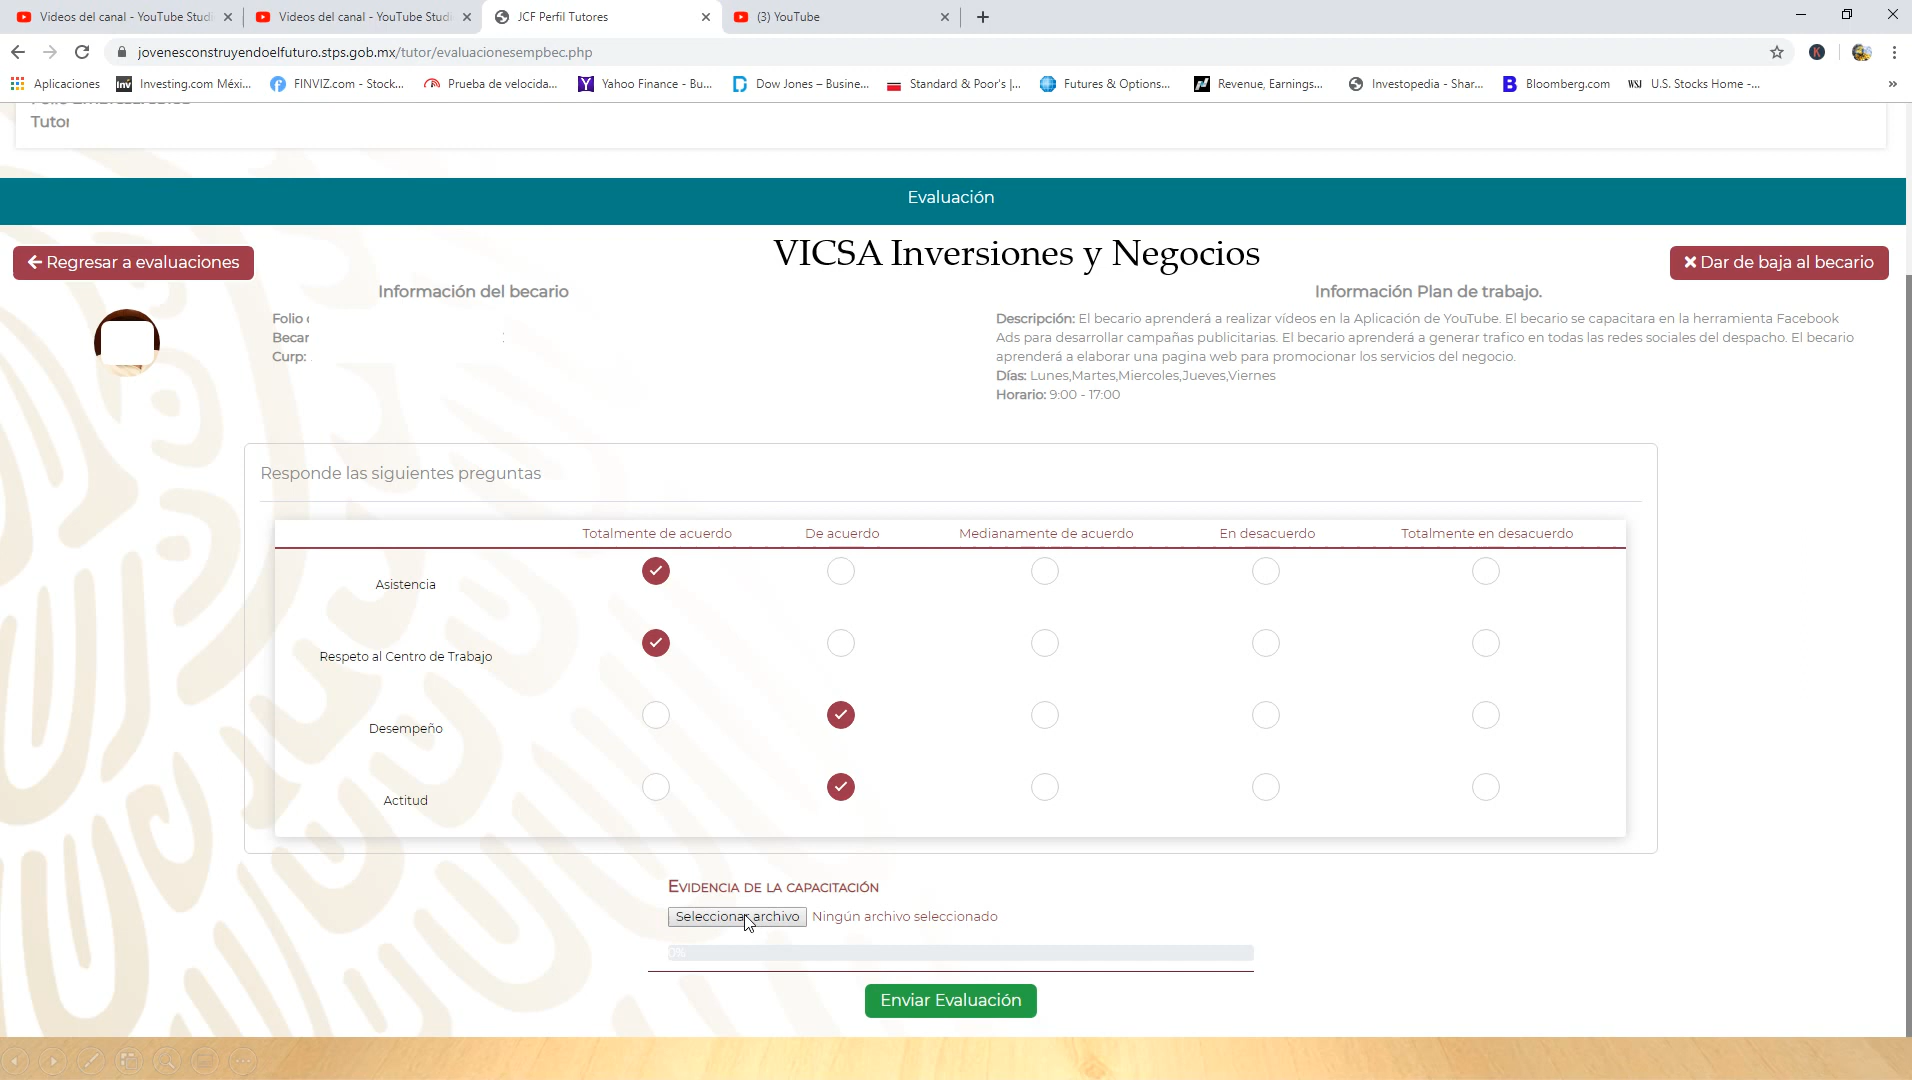 Videos del canal - YouTube Studi
Videos del canal - YouTube Studi
JCF Perfil Tutores
(3) YouTube
jovenesconstruyendoelfuturo.stps.gob.mx/tutor/evaluacionesempbec.php
Aplicaciones
Investing.com Méxi...
FINVIZ.com - Stock...
Prueba de velocida...
Yahoo Finance - Bu...
Dow Jones – Busine...
Standard & Poor's |...
Futures & Options...
Revenue, Earnings...
Investopedia - Shar...
Bloomberg.com
WSJ U.S. Stocks Home -...
Tutor
Evaluación
VICSA Inversiones y Negocios
Regresar a evaluaciones
Dar de baja al becario
Información del becario
Información Plan de trabajo.
Folio
Becar
Curp:
Descripción: El becario aprenderá a realizar vídeos en la Aplicación de YouTube. El becario se capacitara en la herramienta Facebook
Ads para desarrollar campañas publicitarias. El becario aprenderá a generar trafico en todas las redes sociales del despacho. El becario
aprenderá a elaborar una pagina web para promocionar los servicios del negocio.
Días: Lunes,Martes,Miercoles,Jueves,Viernes
Horario: 9:00 - 17:00
Responde las siguientes preguntas
Totalmente de acuerdo De acuerdo Medianamente de acuerdo En desacuerdo Totalmente en desacuerdo
Asistencia
Respeto al Centro de Trabajo
Desempeño
Actitud
Evidencia de la capacitación
Seleccionar archivo Ningún archivo seleccionado
0%
Enviar Evaluación